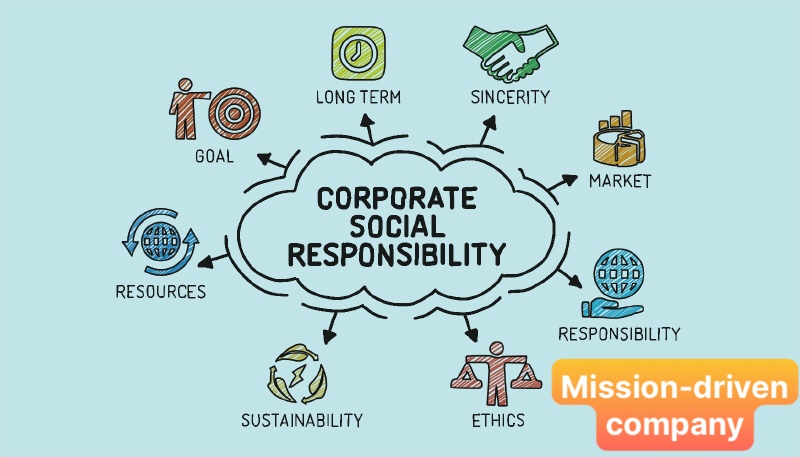 LONG TERM
SINCERITY
GOAL
MARKET
CORPORATE
SOCIAL
RESPONSIBILITY
RESOURCES
RESPONSIBILITY
SUSTAINABILITY
ETHICS
Mission-driven
company